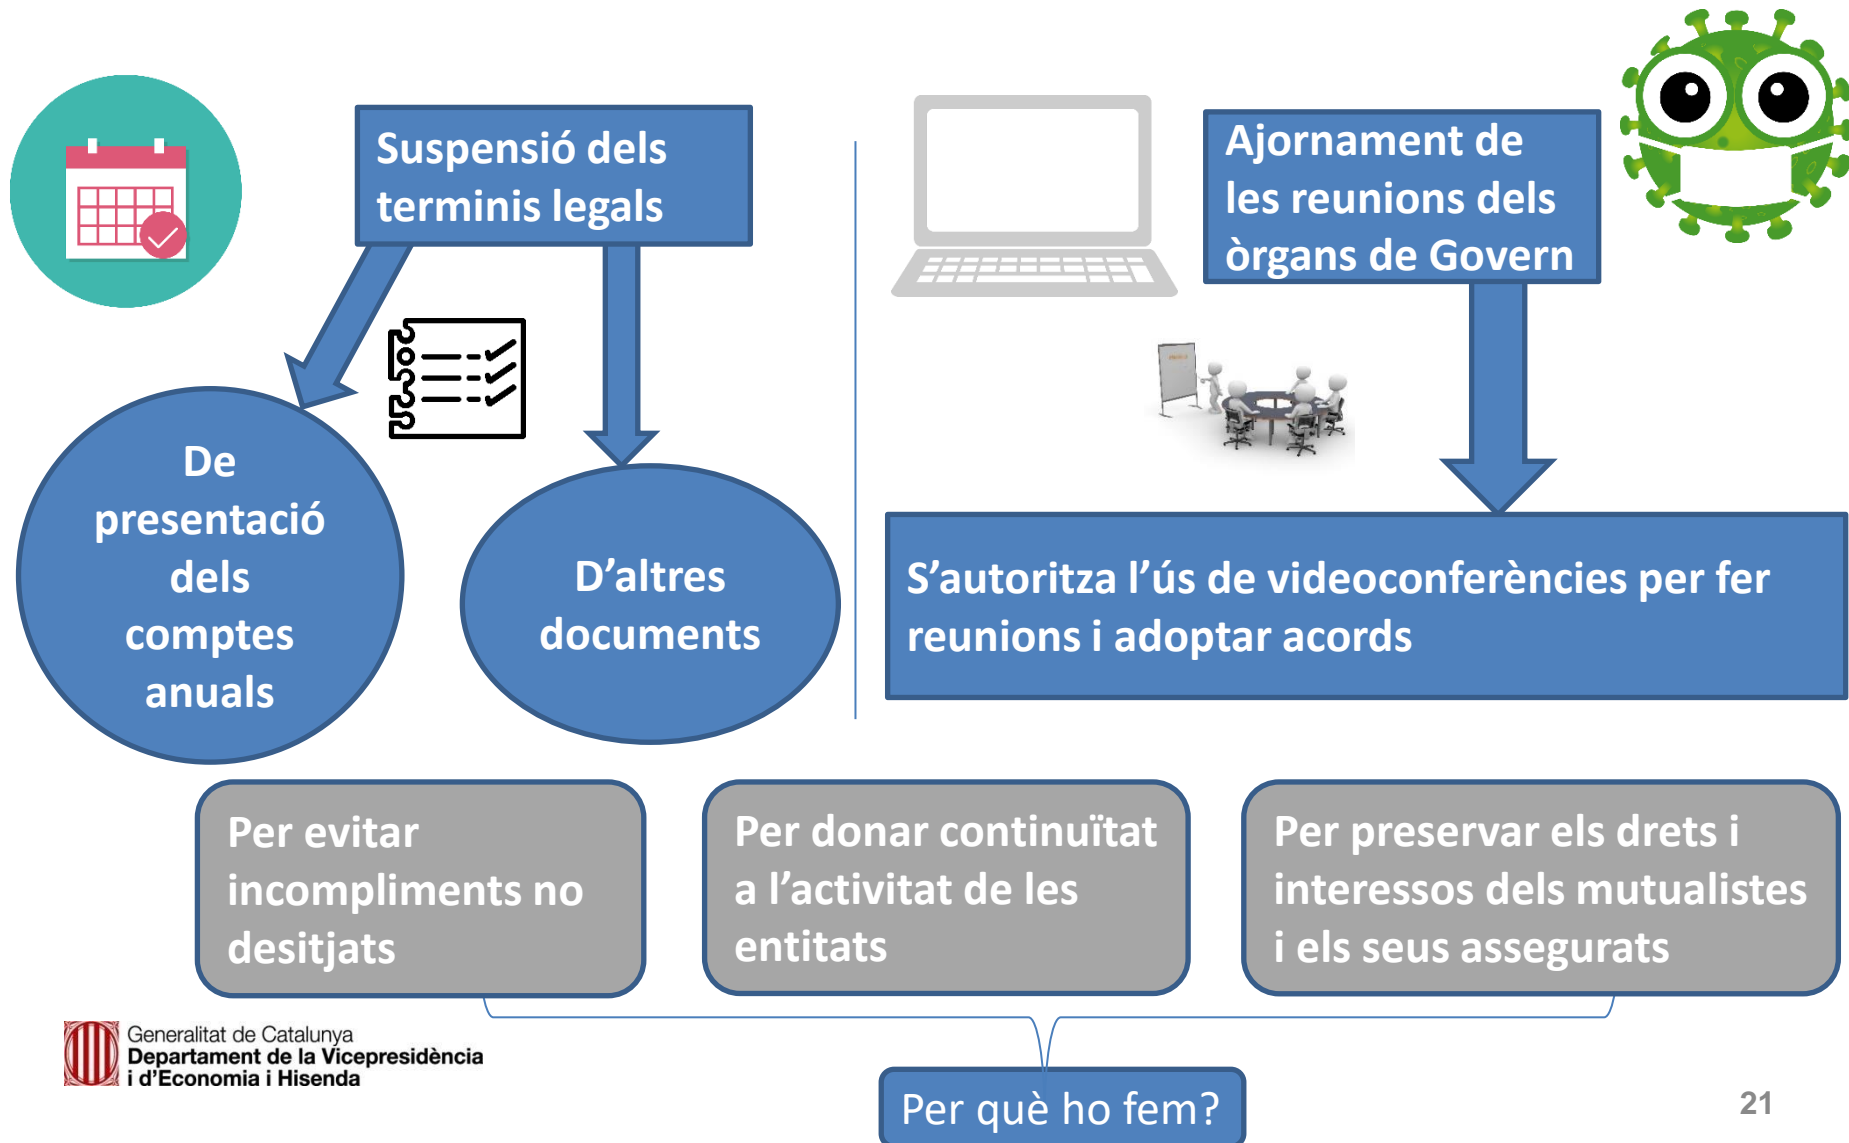 Suspensió dels
terminis legals
Ajornament de
les reunions dels
òrgans de Govern
De
presentació
dels
comptes
anuals
D’altres
documents
S’autoritza l’ús de videoconferències per fer
reunions i adoptar acords
Per evitar
incompliments no
desitjats
Per donar continuïtat
a l’activitat de les
entitats
Per preservar els drets i
interessos dels mutualistes
i els seus assegurats
Generalitat de Catalunya
Departament de la Vicepresidència
i d’Economia i Hisenda
Per què ho fem?
21